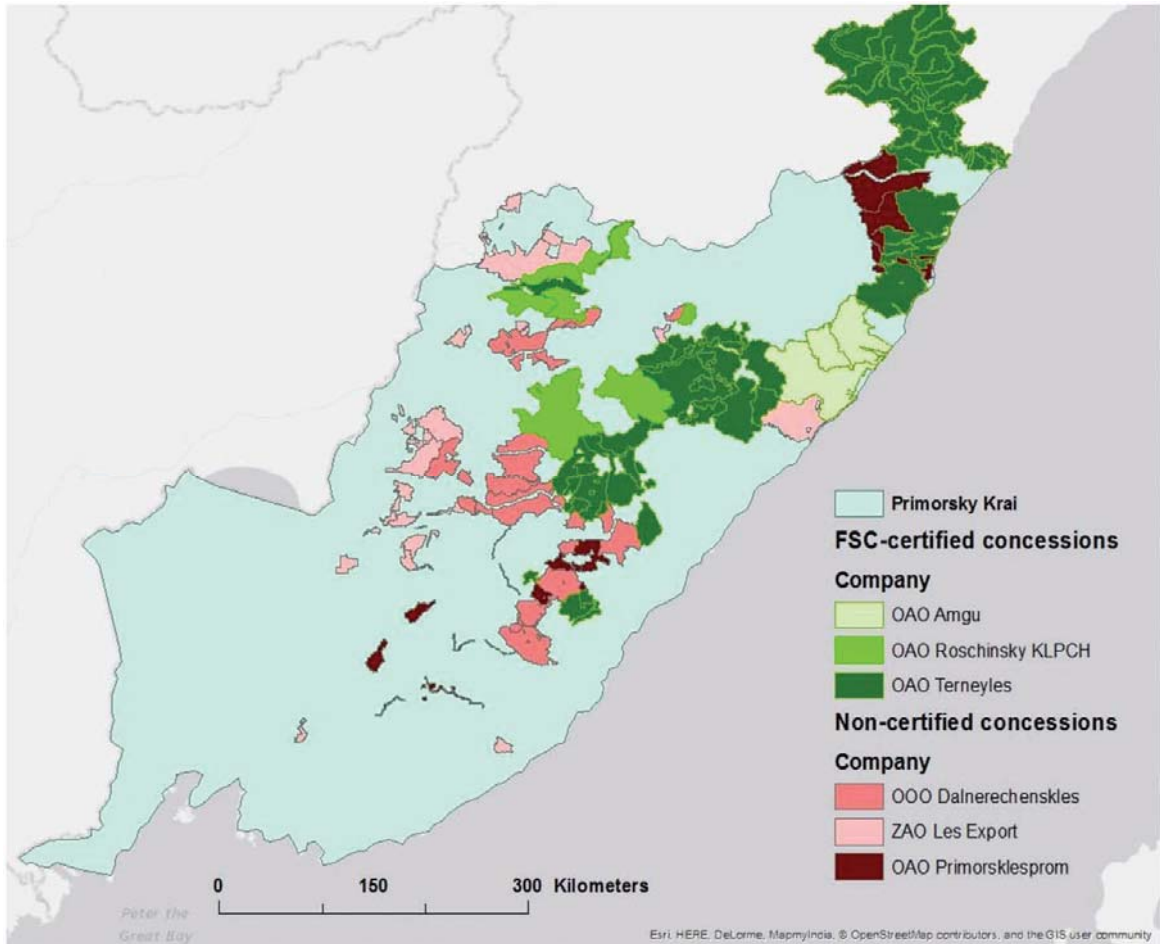 Primorsky Krai
FSC-certified concessions
Company
OAO Amgu
OAO Roschinsky KLPCH
OAO Terneyles
Non-certified concessions
Company
OOO Dalnerechenskles
ZAO Les Export
OAO Primorsklesprom
0 150 300 Kilometers
Peter the
Great Bay
Esri, HERE, DeLorme, MapmyIndia, © OpenStreetMap contributors, and the GIS user community